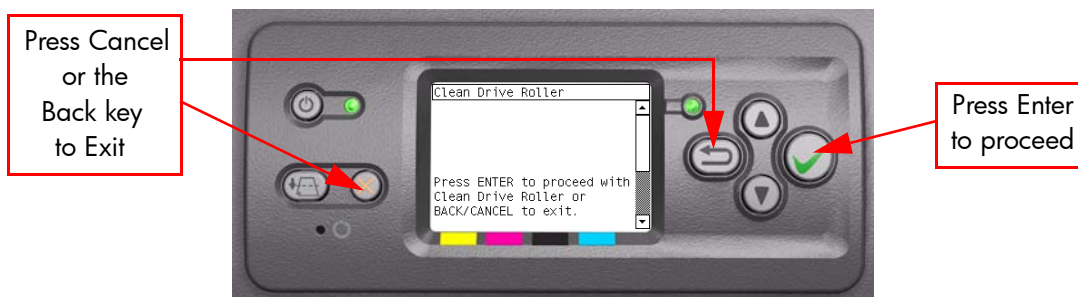 Press Cancel
or the
Back key
to Exit
Clean Drive Roller
Press ENTER to proceed with
Clean Drive Roller or
BACK/CANCEL to exit.
Press Enter
to proceed